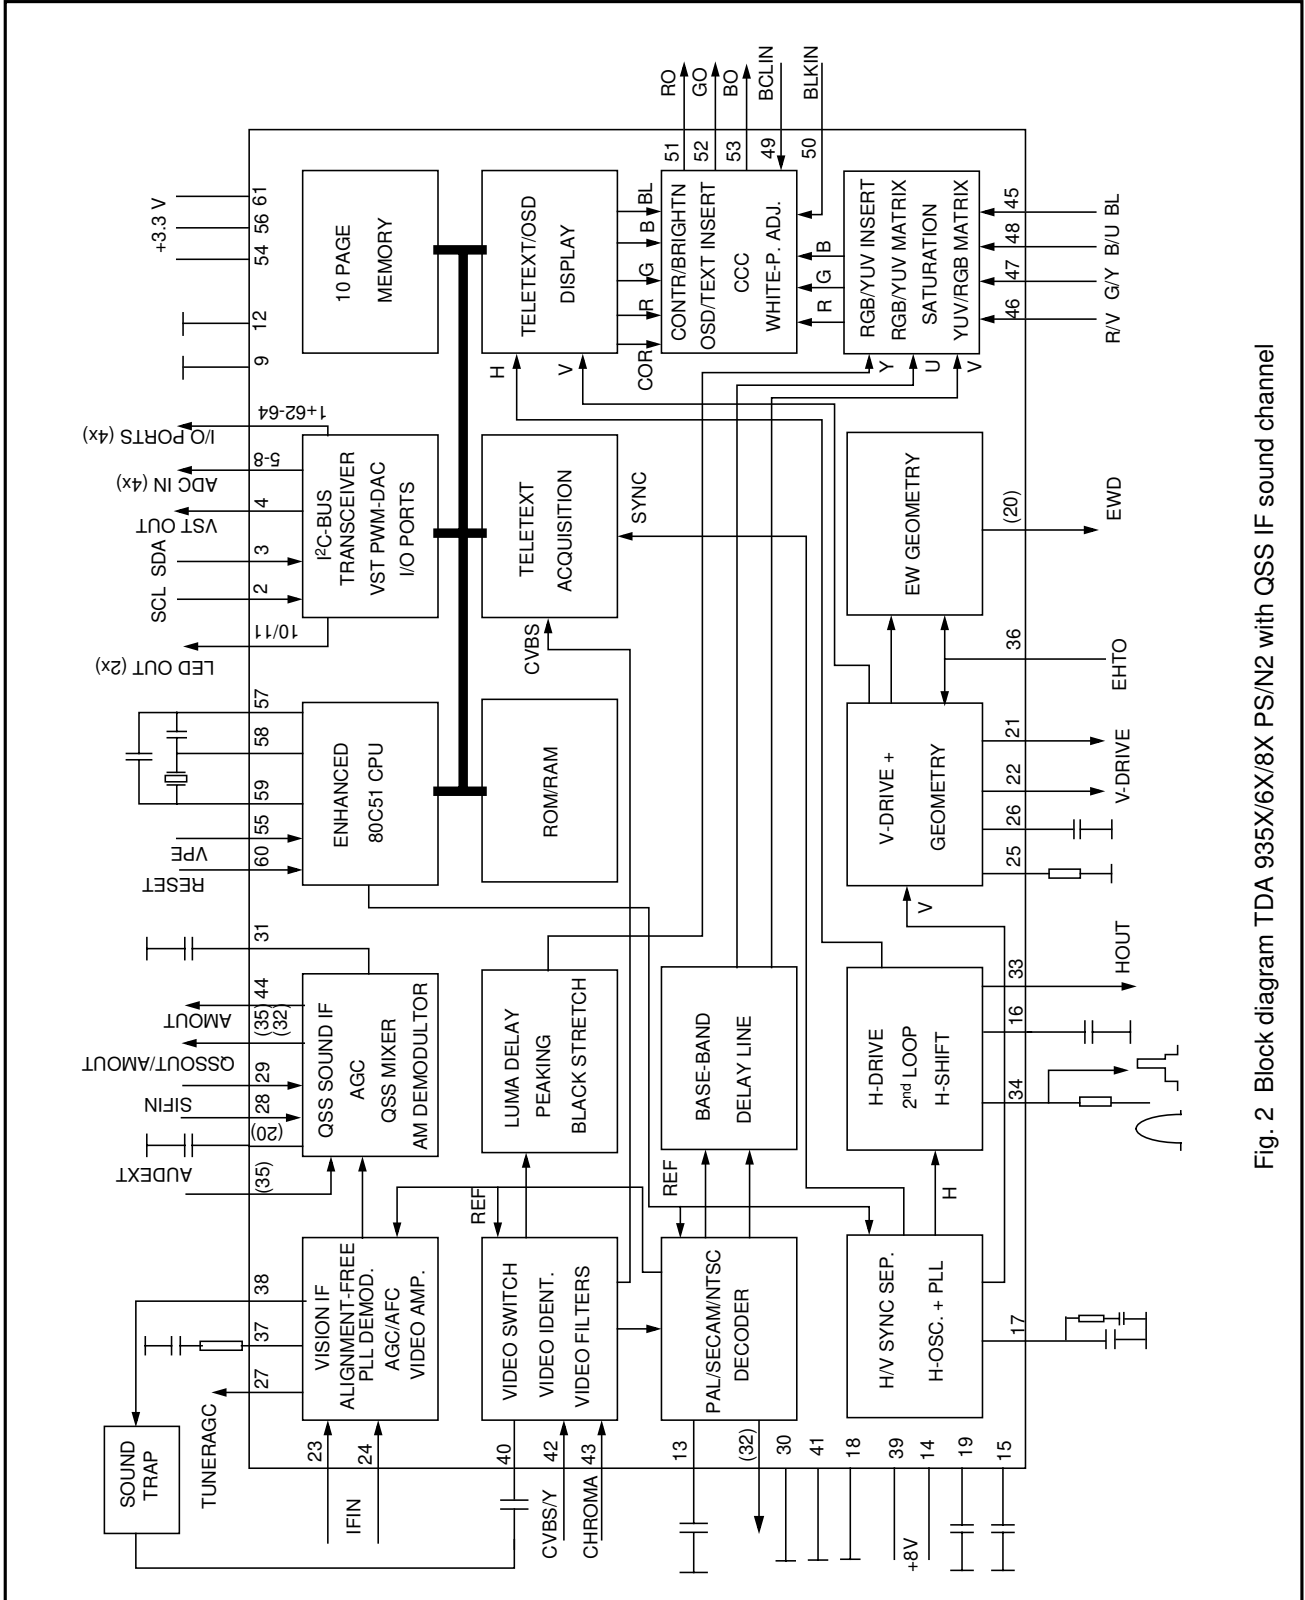 SOUND
TRAP
TUNERAGC
27
37
38
AUDEXT
(35)
(20)
SIFIN
28
29
QSSOUT/AMOUT
(35)
(32)
AMOUT
44
31
RESET
60
VPE
55
59
58
57
LED OUT (2x)
10/11
SCL
2
SDA
3
VST OUT
4
ADC IN (4x)
5-8
I/O PORTS (4x)
1+62-64
9
12
+3.3 V
54
56
61
IFIN
23
24
VISION IF
ALIGNMENT-FREE
PLL DEMOD.
AGC/AFC
VIDEO AMP.
QSS SOUND IF
AGC
QSS MIXER
AM DEMODULTOR
ENHANCED
80C51 CPU
I²C-BUS
TRANSCEIVER
VST PWM-DAC
I/O PORTS
10 PAGE
MEMORY
CVBS/Y
CHROMA
40
42
43
REF
VIDEO SWITCH
VIDEO IDENT.
VIDEO FILTERS
LUMA DELAY
PEAKING
BLACK STRETCH
ROM/RAM
CVBS
TELETEXT
ACQUISITION
SYNC
H
V
TELETEXT/OSD
DISPLAY
COR
R
G
B
BL
13
(32)
REF
PAL/SECAM/NTSC
DECODER
BASE-BAND
DELAY LINE
CONTR/BRIGHTN
OSD/TEXT INSERT
CCC
WHITE-P. ADJ.
51
RO
52
GO
53
BO
49
BCLIN
50
BLKIN
R
G
B
30
41
18
39
+8V
14
19
15
H/V SYNC SEP.
H-OSC. + PLL
H
V
H-DRIVE
2nd LOOP
H-SHIFT
V-DRIVE +
GEOMETRY
EW GEOMETRY
Y
U
V
RGB/YUV INSERT
RGB/YUV MATRIX
SATURATION
YUV/RGB MATRIX
17
34
16
33
25
26
22
21
36
(20)
46
47
48
45
HOUT
V-DRIVE
EHTO
EWD
R/V
G/Y
B/U
BL
Fig. 2 Block diagram TDA 935X/6X/8X PS/N2 with QSS IF sound channel